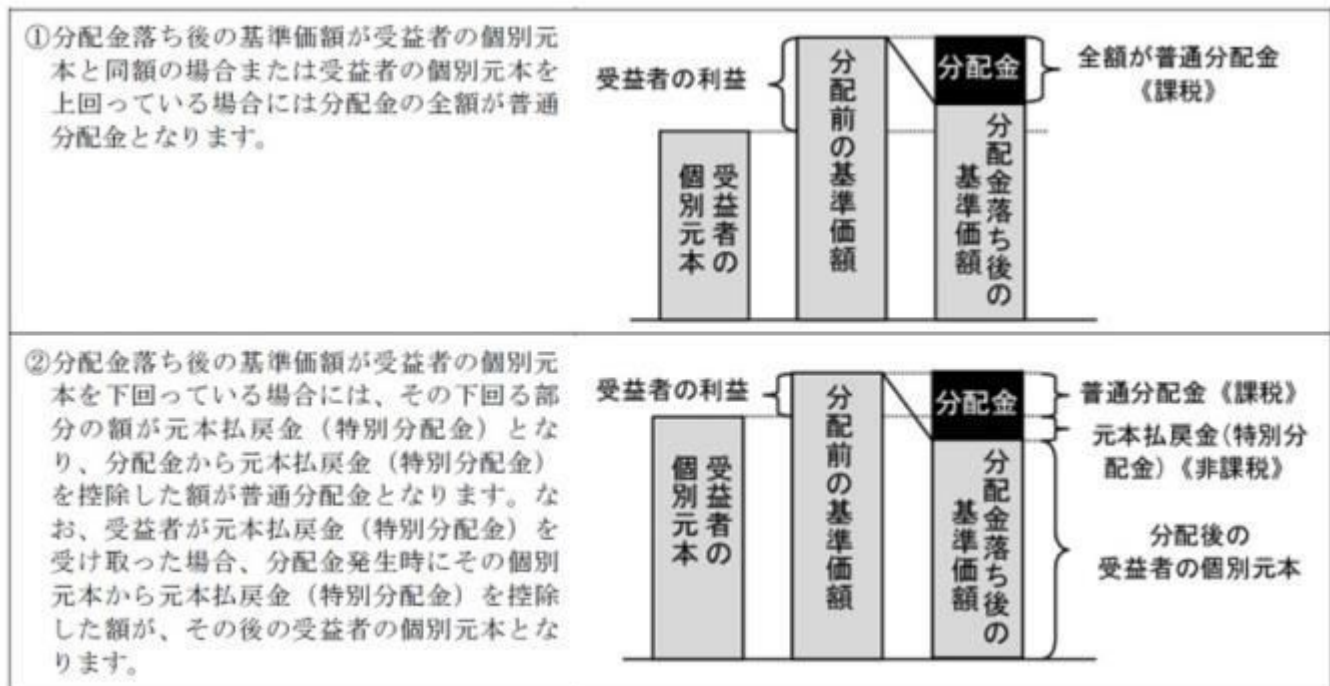 ①分配金落ち後の基準価額が受益者の個別元
本と同額の場合または受益者の個別元本を
上回っている場合には分配金の全額が普通
分配金となります。
受益者の利益
受益者の
個別元本
分配前の基準価額
分配金
分配金落ち後の
基準価額
全額が普通分配金
《課税》
②分配金落ち後の基準価額が受益者の個別元
本を下回っている場合には、その下回る部
分の額が元本払戻金（特別分配金）とな
り、分配金から元本払戻金（特別分配金）
を控除した額が普通分配金となります。な
お、受益者が元本払戻金（特別分配金）を
受け取った場合、分配金発生時にその個別
元本から元本払戻金（特別分配金）を控除
した額が、その後の受益者の個別元本とな
ります。
受益者の利益
受益者の
個別元本
分配前の基準価額
分配金
分配金落ち後の
基準価額
普通分配金《課税》
元本払戻金(特別分
配金)《非課税》
分配後の
受益者の個別元本